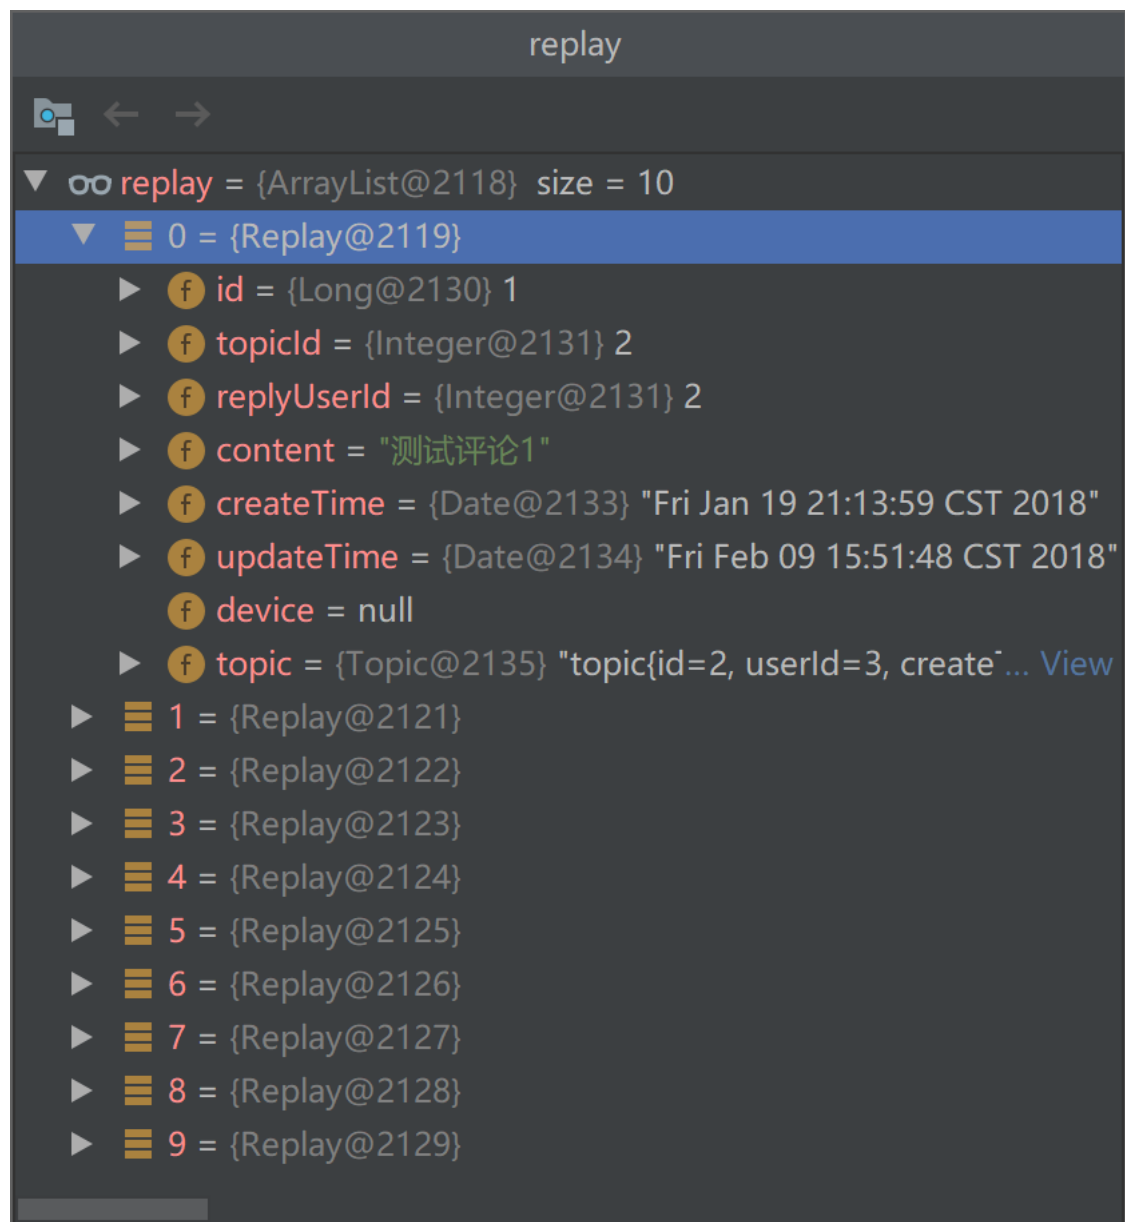 replay
replay = {ArrayList@2118} size = 10
0 = {Replay@2119}
f id = {Long@2130} 1
f topicId = {Integer@2131} 2
f replyUserId = {Integer@2131} 2
f content = "测试评论1"
f createTime = {Date@2133} "Fri Jan 19 21:13:59 CST 2018"
f updateTime = {Date@2134} "Fri Feb 09 15:51:48 CST 2018"
f device = null
f topic = {Topic@2135} "topic{id=2, userId=3, create... View
1 = {Replay@2121}
2 = {Replay@2122}
3 = {Replay@2123}
4 = {Replay@2124}
5 = {Replay@2125}
6 = {Replay@2126}
7 = {Replay@2127}
8 = {Replay@2128}
9 = {Replay@2129}